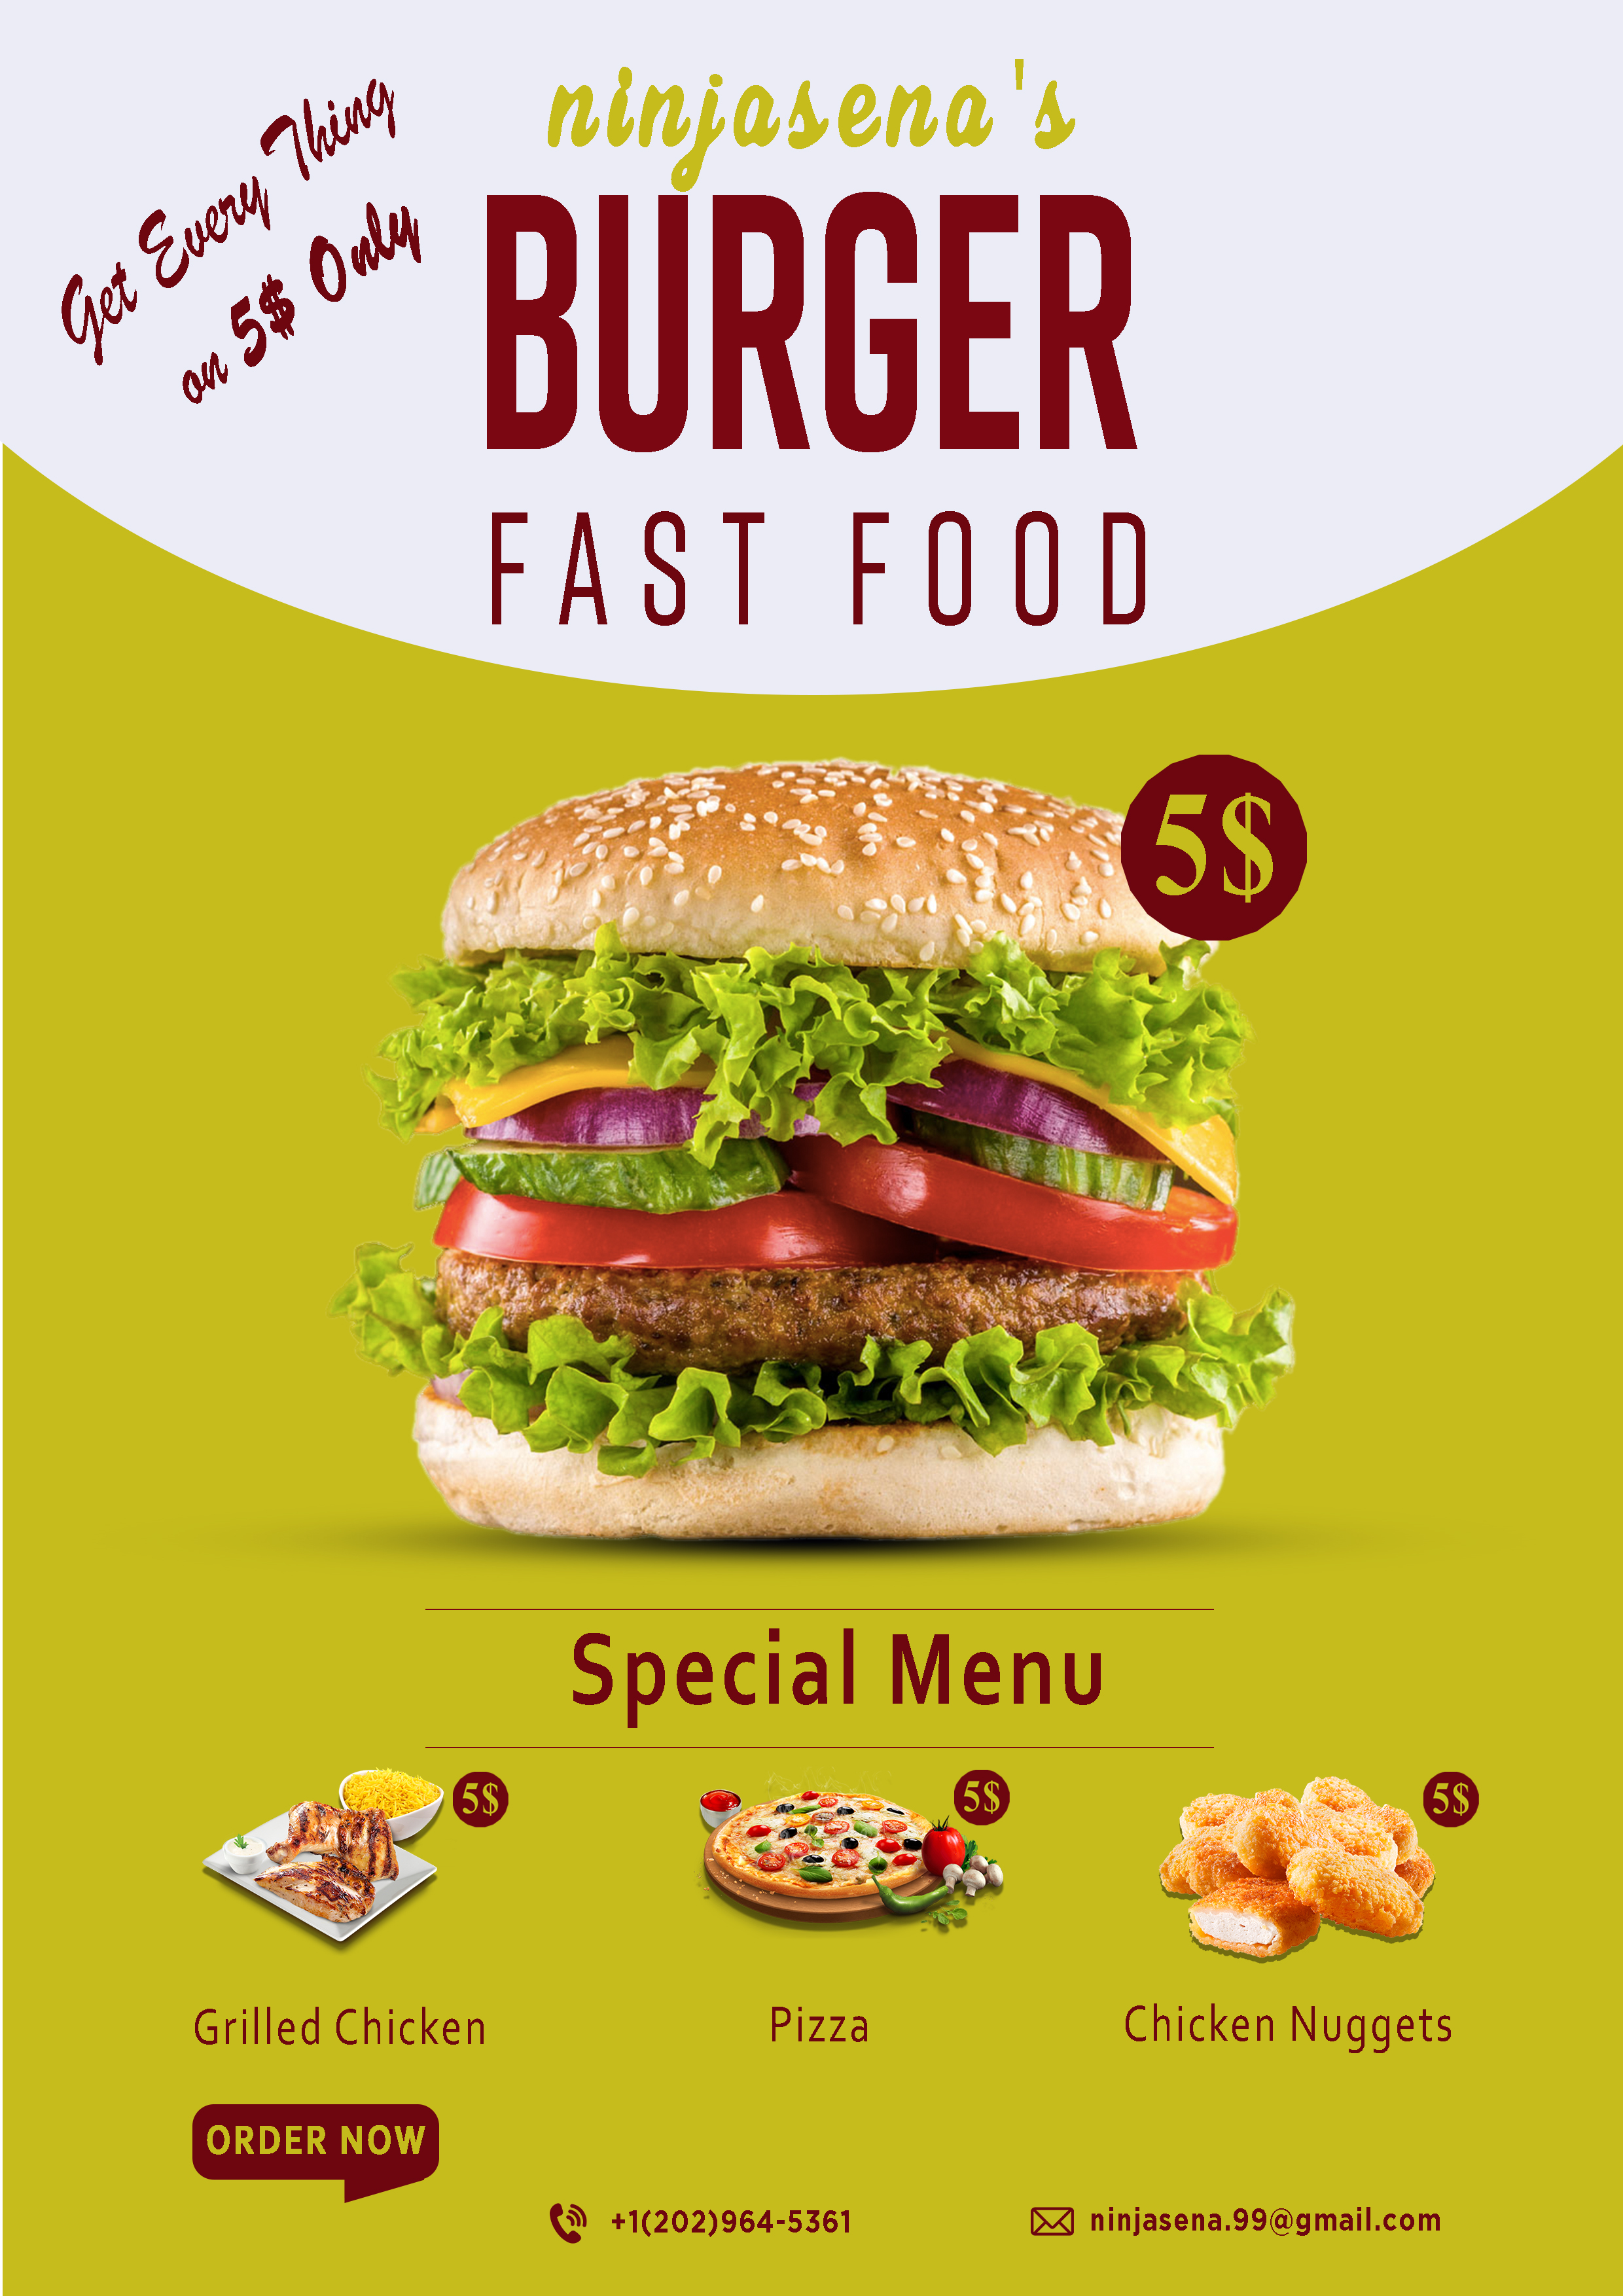 ninjasena's
Get Every Thing
on 5$ Only
BURGER
FAST FOOD
5$
Special Menu
5$
5$
5$
Grilled Chicken
Pizza
Chicken Nuggets
ORDER NOW
+1(202)964-5361
ninjasena.99@gmail.com